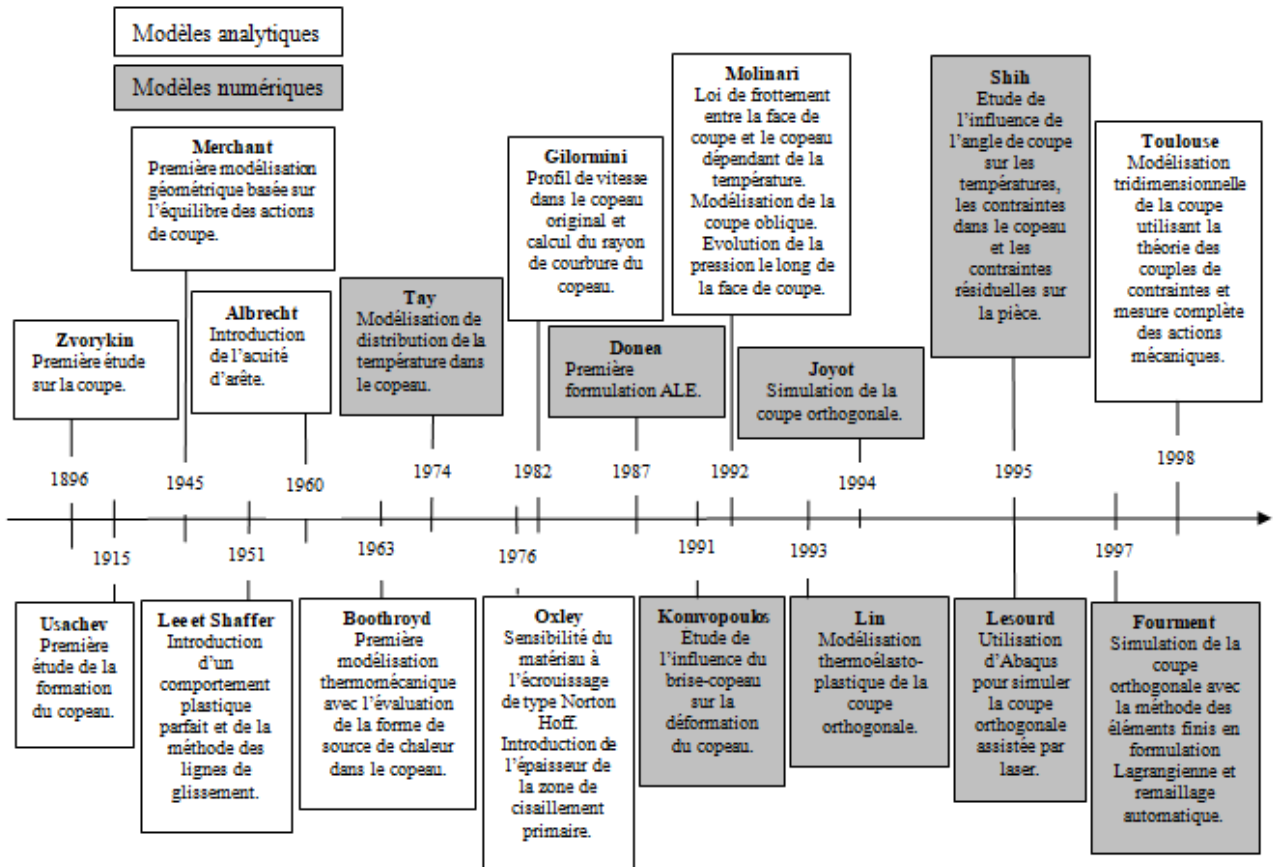 Modèles analytiques
Modèles numériques
Merchant
Première modélisation
géométrique basée sur
l'équilibre des actions
de coupe.
Gilormini
Profil de vitesse
dans le copeau
original et
calcul du rayon
de courbure du
copeau.
Molinari
Loi de frottement
entre la face de
coupe et le copeau
dépendant de la
température.
Modélisation de la
coupe oblique.
Evolution de la
pression le long de
la face de coupe.
Shih
Etude de
l'influence de
l'angle de coupe
sur les
températures,
les contraintes
dans le copeau
et les
contraintes
résiduelles sur
la pièce.
Toulouse
Modélisation
tridimensionnelle
de la coupe
utilisant la
théorie des
couples de
contraintes et
mesure complète
des actions
mécaniques.
Zvorykin
Première étude
sur la coupe.
Albrecht
Introduction
de l'acuité
d'arête.
Tay
Modélisation de
distribution de la
température dans
le copeau.
Donea
Première
formulation ALE.
Joyot
Simulation de la
coupe orthogonale.
1896
1945
1960
1974
1982
1987
1992
1994
1995
1998
1915
1951
1963
1976
1991
1993
1997
Usachev
Première
étude de la
formation
du copeau.
Lee et Shaffer
Introduction
d'un
comportement
plastique
parfait et de la
méthode des
lignes de
glissement.
Boothroyd
Première
modélisation
thermomécanique
avec l'évaluation
de la forme de
source de chaleur
dans le copeau.
Oxley
Sensibilité du
matériau à
l'écrouissage
de type Norton
Hoff.
Introduction de
l'épaisseur de
la zone de
cisaillement
primaire.
Komvopoulos
Étude de
l'influence du
brise-copeau
sur la
déformation
du copeau.
Lin
Modélisation
thermoélasto-
plastique de la
coupe
orthogonale.
Lesourd
Utilisation
d'Abaqus
pour simuler
la coupe
orthogonale
assistée par
laser.
Fourment
Simulation de la
coupe
orthogonale avec
la méthode des
éléments finis en
formulation
Lagrangienne et
remaillage
automatique.